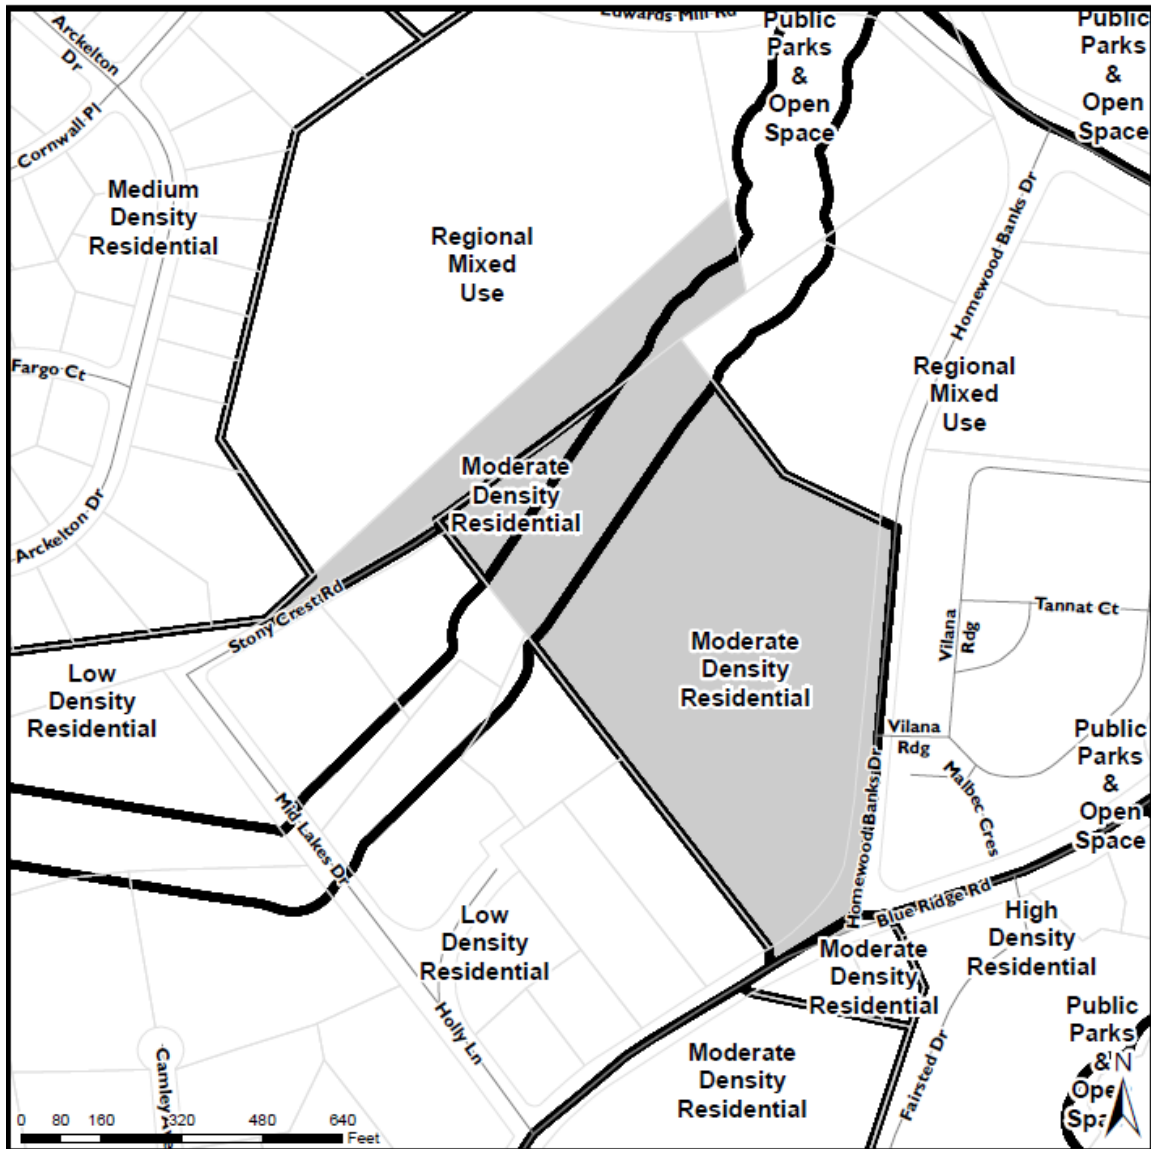 Edwards Mill Rd
Public
Parks
&
Open
Space
Public
Parks
&
Open
Space
Arckelton
Dr
Cornwall Pl
Medium
Density
Residential
Regional
Mixed
Use
Homewood Banks Dr
Fargo Ct
Regional
Mixed
Use
Arckelton Dr
Moderate
Density
Residential
Stony Crest Rd
Tannat Ct
Vilana
Rdg
Low
Density
Residential
Moderate
Density
Residential
Vilana
Rdg
Public
Parks
&
Open
Space
Malbec Cres
Mid Lakes Dr
Homewood Banks Dr
Blue Ridge Rd
Low
Density
Residential
High
Density
Residential
Moderate
Density
Residential
Holly Ln
Public
Parks
&
Open
Space
Moderate
Density
Residential
Fairsted Dr
Camley Ave
N
0 80 160 320 480 640
Feet